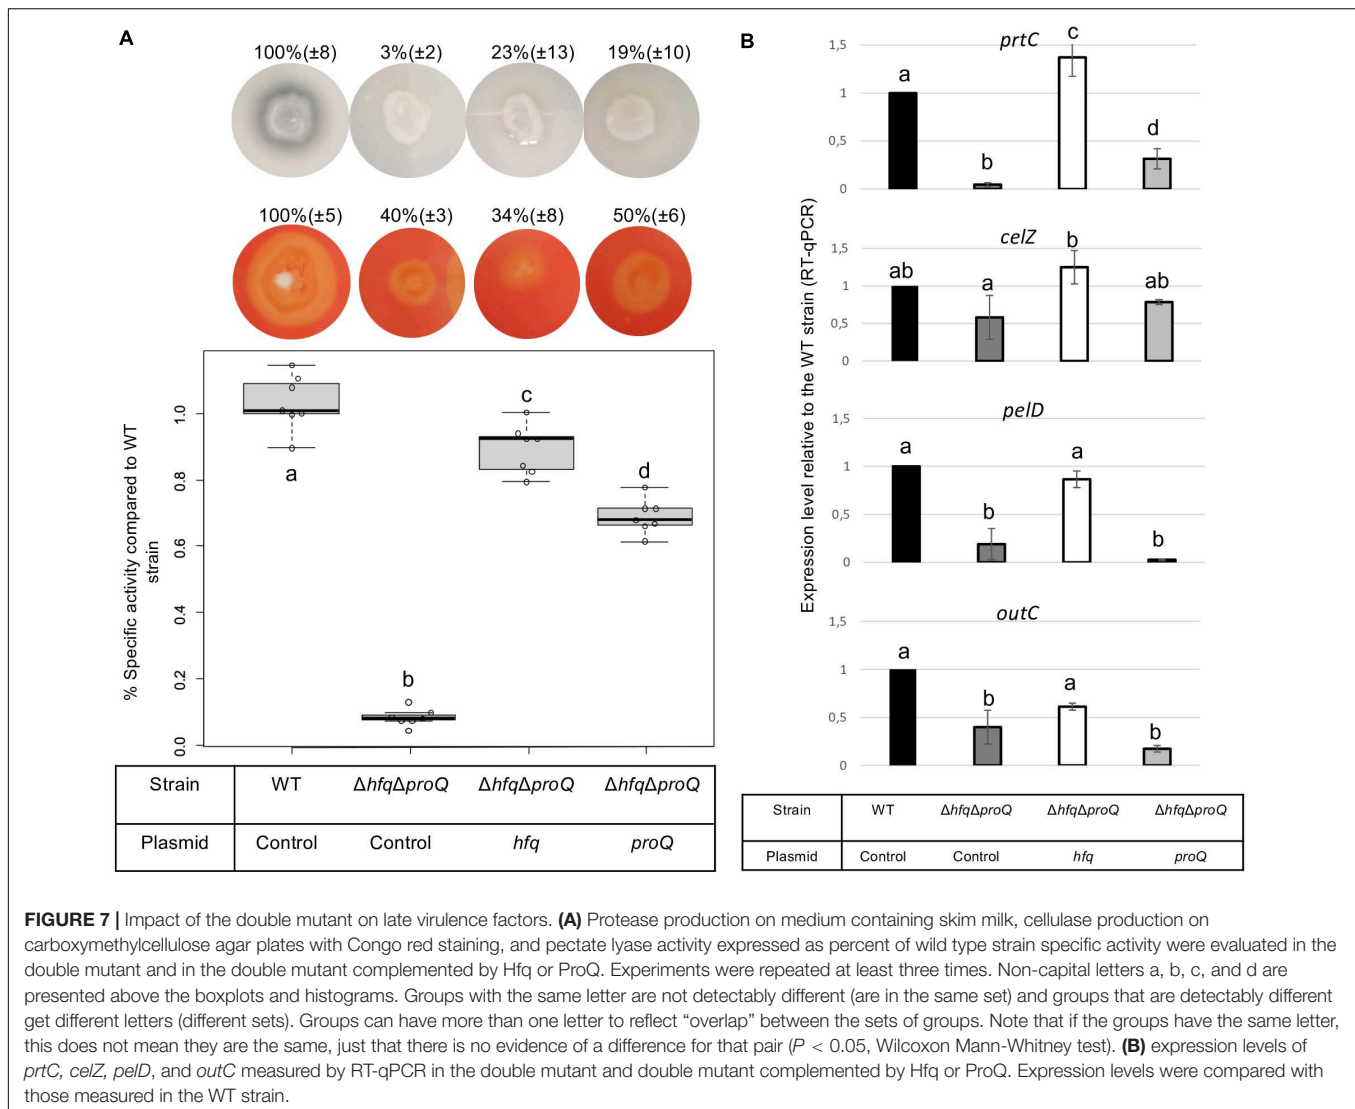 A
100%(±8) 3%(±2) 23%(±13) 19%(±10)
100%(±5) 40%(±3) 34%(±8) 50%(±6)
% Specific activity compared to WT
strain
1.0
0.8
0.6
0.4
0.2
0.0
a
b
c
d
Strain WT ΔhfqΔproQ ΔhfqΔproQ ΔhfqΔproQ
Plasmid Control Control hfq proQ
B
Expression level relative to the WT strain (RT-qPCR)
prtC
1,5
1
0,5
0
a
b
c
d
celZ
1,5
1
0,5
0
ab
a
b
ab
pelD
1,5
1
0,5
0
a
b
a
b
outC
1,5
1
0,5
0
a
b
a
b
Strain WT ΔhfqΔproQ ΔhfqΔproQ ΔhfqΔproQ
Plasmid Control Control hfq proQ
FIGURE 7 | Impact of the double mutant on late virulence factors. (A) Protease production on medium containing skim milk, cellulase production on
carboxymethylcellulose agar plates with Congo red staining, and pectate lyase activity expressed as percent of wild type strain specific activity were evaluated in the
double mutant and in the double mutant complemented by Hfq or ProQ. Experiments were repeated at least three times. Non-capital letters a, b, c, and d are
presented above the boxplots and histograms. Groups with the same letter are not detectably different (are in the same set) and groups that are detectably different
get different letters (different sets). Groups can have more than one letter to reflect “overlap” between the sets of groups. Note that if the groups have the same letter,
this does not mean they are the same, just that there is no evidence of a difference for that pair (P < 0.05, Wilcoxon Mann-Whitney test). (B) expression levels of
prtC, celZ, pelD, and outC measured by RT-qPCR in the double mutant and double mutant complemented by Hfq or ProQ. Expression levels were compared with
those measured in the WT strain.